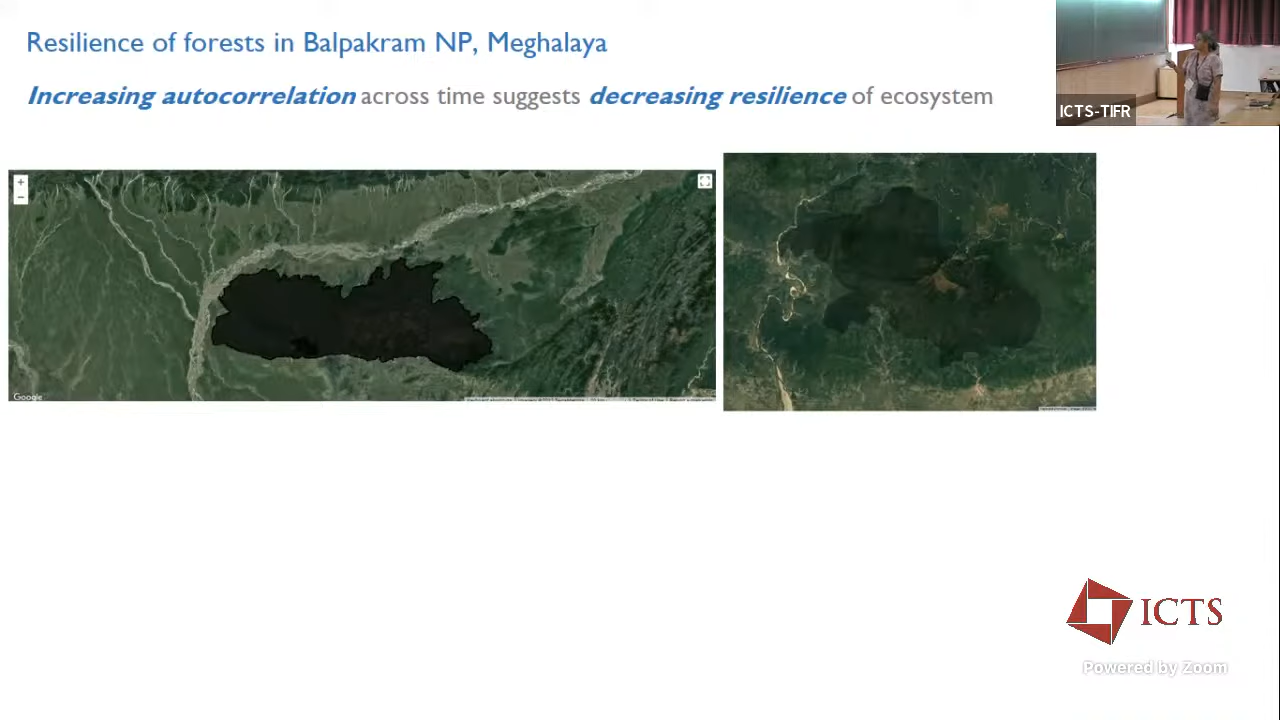 Resilience of forests in Balpakram NP, Meghalaya
Increasing autocorrelation across time suggests decreasing resilience of ecosystem
ICTS-TIFR
+
−
Google
ICTS
Powered by Zoom